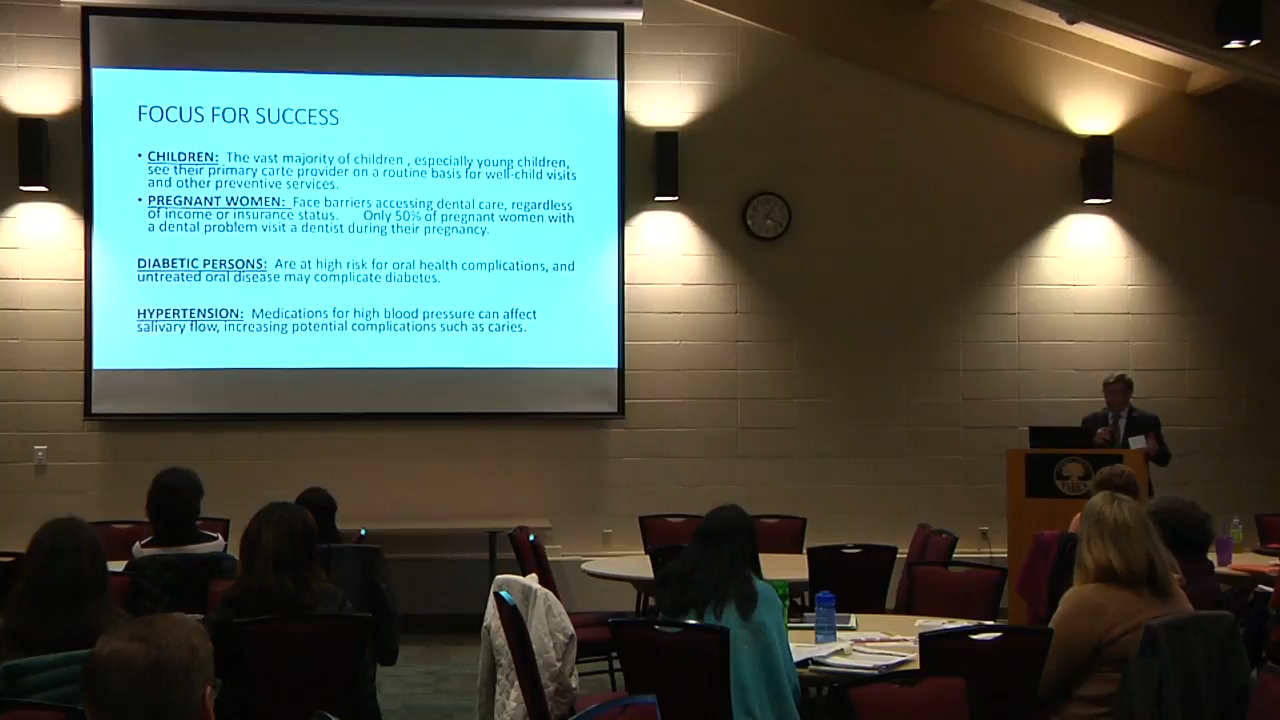 FOCUS FOR SUCCESS
• CHILDREN: The vast majority of children , especially young children,
see their primary carte provider on a routine basis for well-child visits
and other preventive services.
• PREGNANT WOMEN: Face barriers accessing dental care, regardless
of income or insurance status. Only 50% of pregnant women with
a dental problem visit a dentist during their pregnancy.
DIABETIC PERSONS: Are at high risk for oral health complications, and
untreated oral disease may complicate diabetes.
HYPERTENSION: Medications for high blood pressure can affect
salivary flow, increasing potential complications such as caries.